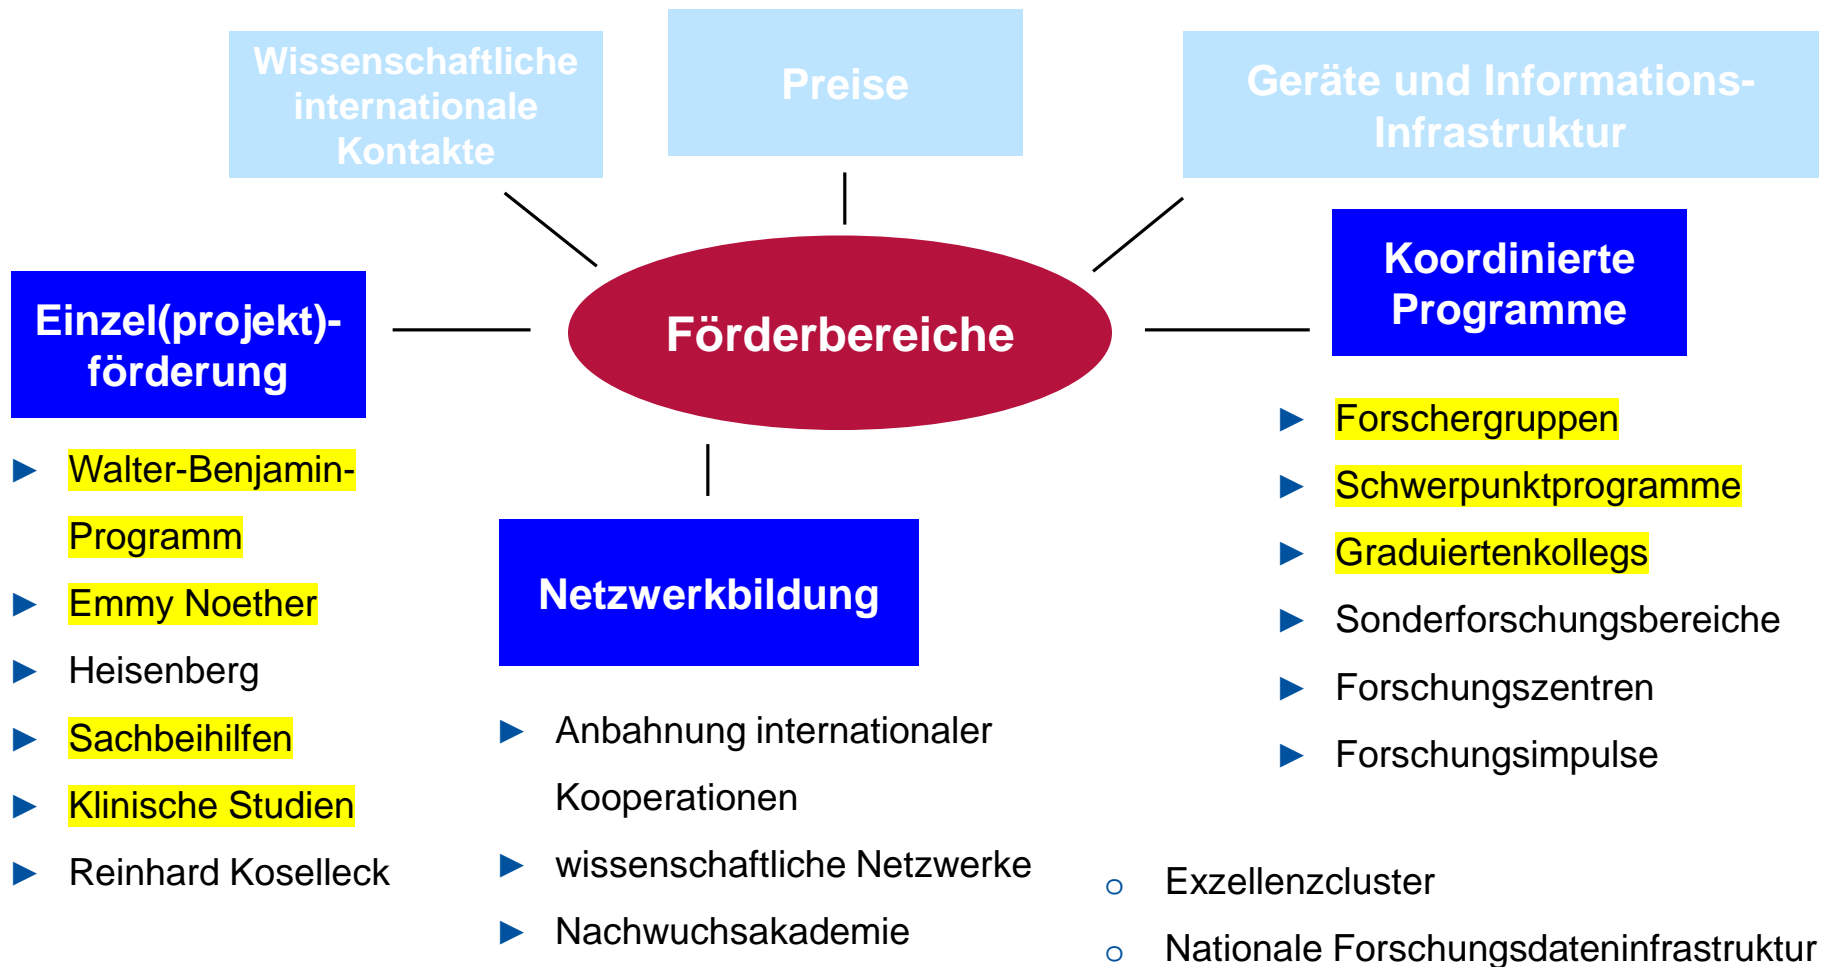 Wissenschaftliche
internationale
Kontakte
Preise
Geräte und Informations-
Infrastruktur
Förderbereiche
Einzel(projekt)-
förderung
► Walter-Benjamin-
Programm
► Emmy Noether
► Heisenberg
► Sachbeihilfen
► Klinische Studien
► Reinhard Koselleck
Netzwerkbildung
► Anbahnung internationaler
Kooperationen
► wissenschaftliche Netzwerke
► Nachwuchsakademie
Koordinierte
Programme
► Forschergruppen
► Schwerpunktprogramme
► Graduiertenkollegs
► Sonderforschungsbereiche
► Forschungszentren
► Forschungsimpulse
o Exzellenzcluster
o Nationale Forschungsdateninfrastruktur